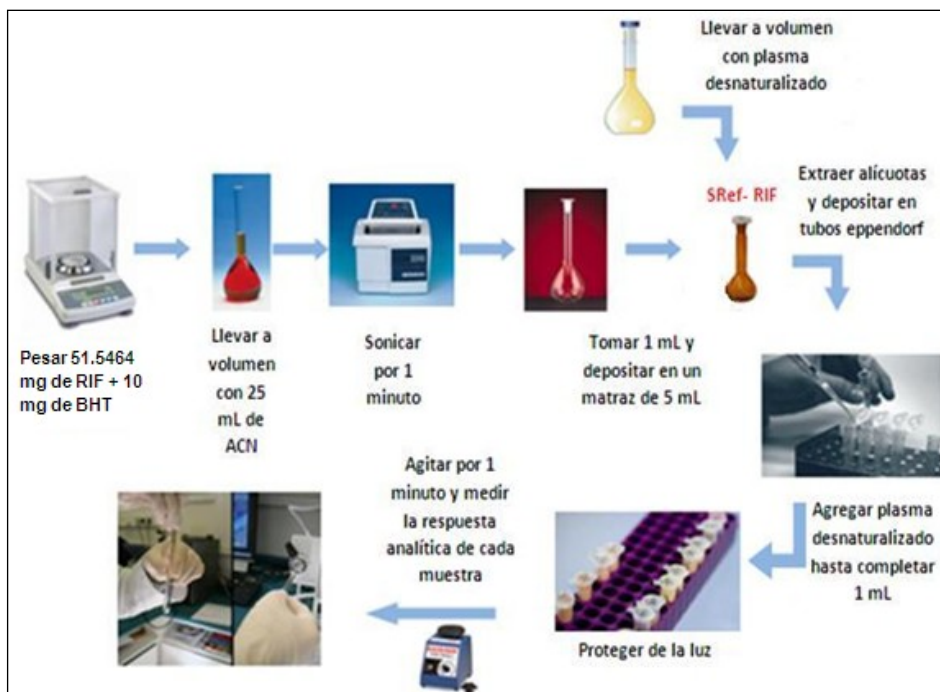 Llevar a volumen
con plasma
desnaturalizado
SRef- RIF
Extraer alícuotas
y depositar en
tubos eppendorf
Pesar 51.5464
mg de RIF + 10
mg de BHT
Llevar a
volumen
con 25
mL de
ACN
Sonicar
por 1
minuto
Tomar 1 mL y
depositar en un
matraz de 5 mL
Agregar plasma
desnaturalizado
hasta completar
1 mL
Proteger de la luz
Agitar por 1
minuto y medir
la respuesta
analítica de cada
muestra